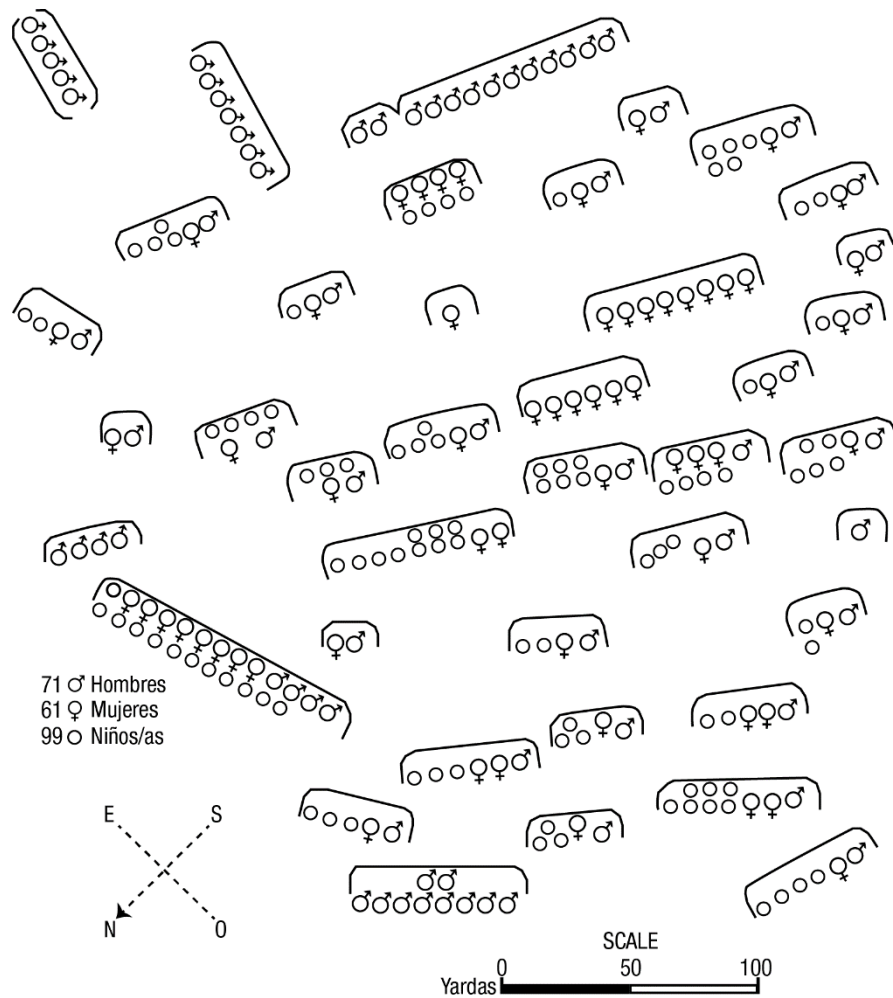 71 ♂ Hombres
61 ♀ Mujeres
99 ○ Niños/as
E S
N O
SCALE
0 50 100
Yardas